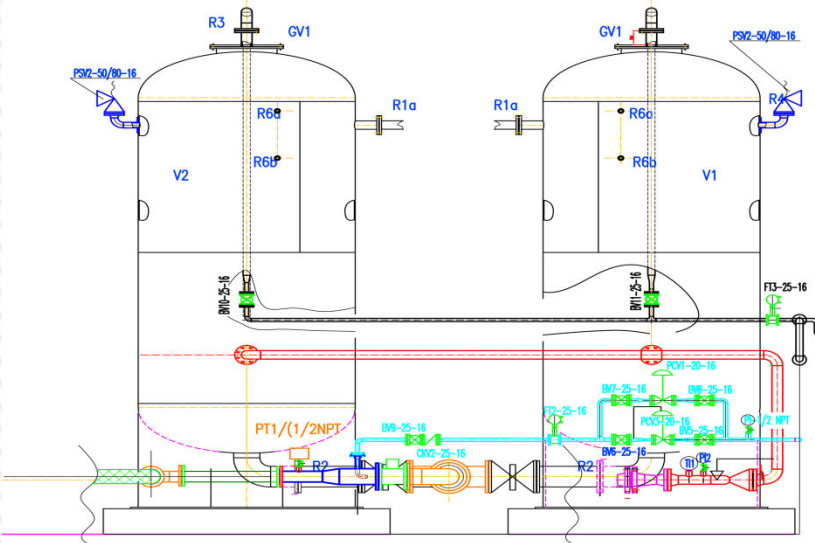 R3
GV1
GV1
PSV2-50/80-16
PSV2-50/80-16
R4
R6a
R1a
R1a
R6a
R6b
R6b
V2
V1
BV10-25-16
BV11-25-16
FT3-25-16
PCV1-20-16
BV7-25-16
BV8-25-16
FT2-25-16
PCV3-20-16
PT1/(1/2NPT
BV9-25-16
BV5-25-16
CKV2-25-16
BV6-25-16
R2
R2
TI1
PI2